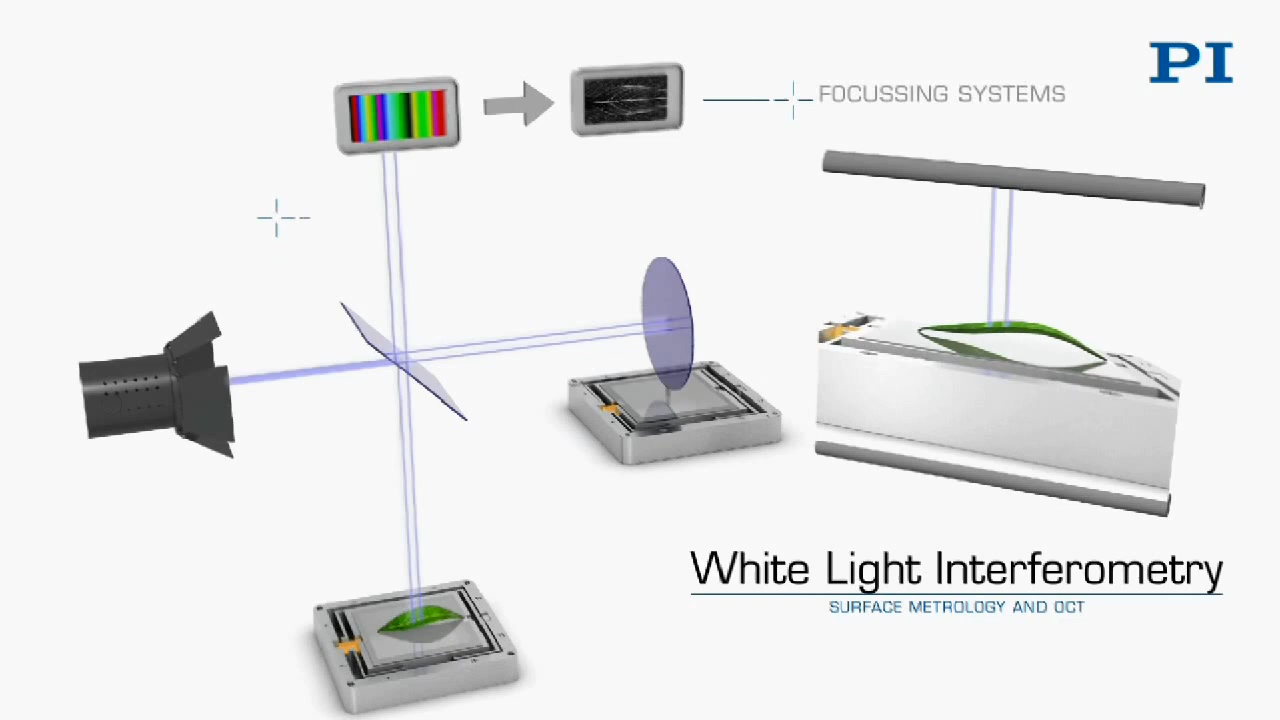 PI
FOCUSSING SYSTEMS
White Light Interferometry
SURFACE METROLOGY AND OCT